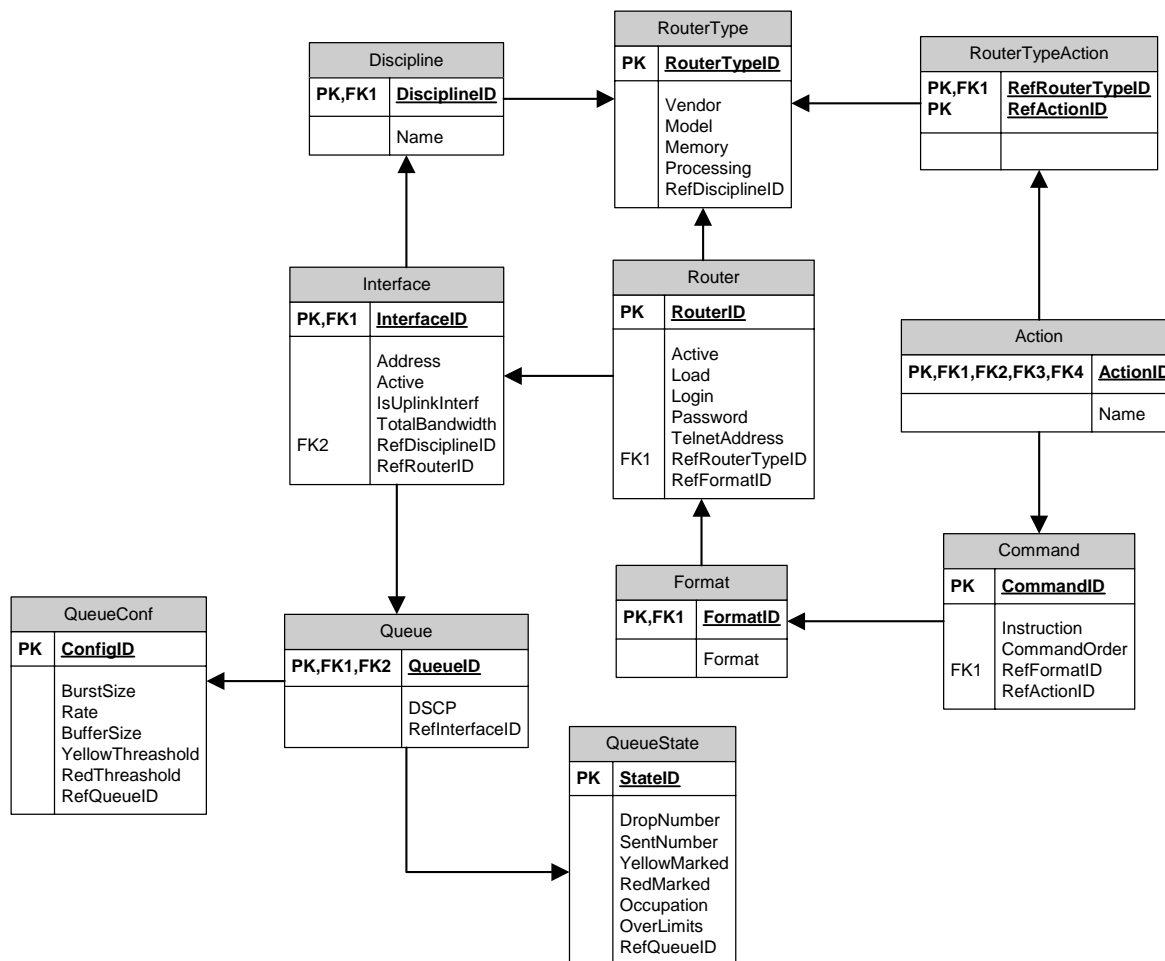 RouterType
PK RouterTypeID
Vendor
Model
Memory
Processing
RefDisciplineID
Discipline
PK,FK1 DisciplineID
Name
RouterTypeAction
PK,FK1 RefRouterTypeID
PK RefActionID
Interface
PK,FK1 InterfaceID
Address
Active
IsUplinkInterf
TotalBandwidth
FK2 RefDisciplineID
RefRouterID
Router
PK RouterID
Active
Load
Login
Password
TelnetAddress
FK1 RefRouterTypeID
RefFormatID
Action
PK,FK1,FK2,FK3,FK4 ActionID
Name
Command
PK CommandID
Instruction
CommandOrder
FK1 RefFormatID
RefActionID
Format
PK,FK1 FormatID
Format
QueueConf
PK ConfigID
BurstSize
Rate
BufferSize
YellowThreashold
RedThreashold
RefQueueID
Queue
PK,FK1,FK2 QueueID
DSCP
RefInterfaceID
QueueState
PK StateID
DropNumber
SentNumber
YellowMarked
RedMarked
Occupation
OverLimits
RefQueueID